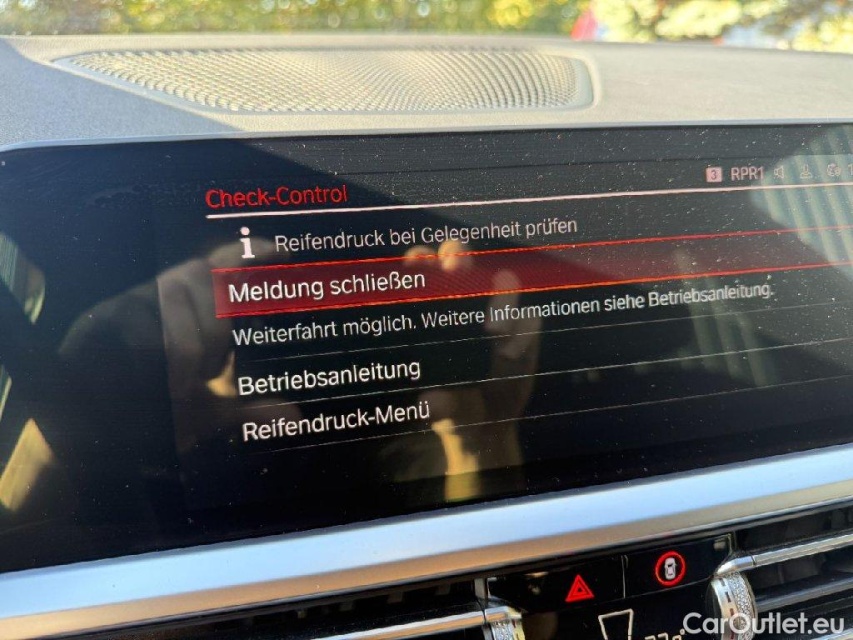 3 RPR1
Check-Control
i Reifendruck bei Gelegenheit prüfen
Meldung schließen
Weiterfahrt möglich. Weitere Informationen siehe Betriebsanleitung.
Betriebsanleitung
Reifendruck-Menü
CarOutlet.eu